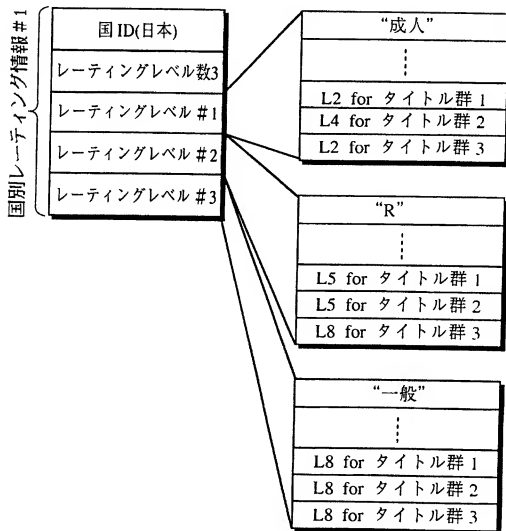 国別レーティング情報#1
国ID(日本)
レーティングレベル数3
レーティングレベル #1
レーティングレベル #2
レーティングレベル #3
“成人”
L2 for タイトル群 1
L4 for タイトル群 2
L2 for タイトル群 3
“R”
L5 for タイトル群 1
L5 for タイトル群 2
L8 for タイトル群 3
“一般”
L8 for タイトル群 1
L8 for タイトル群 2
L8 for タイトル群 3